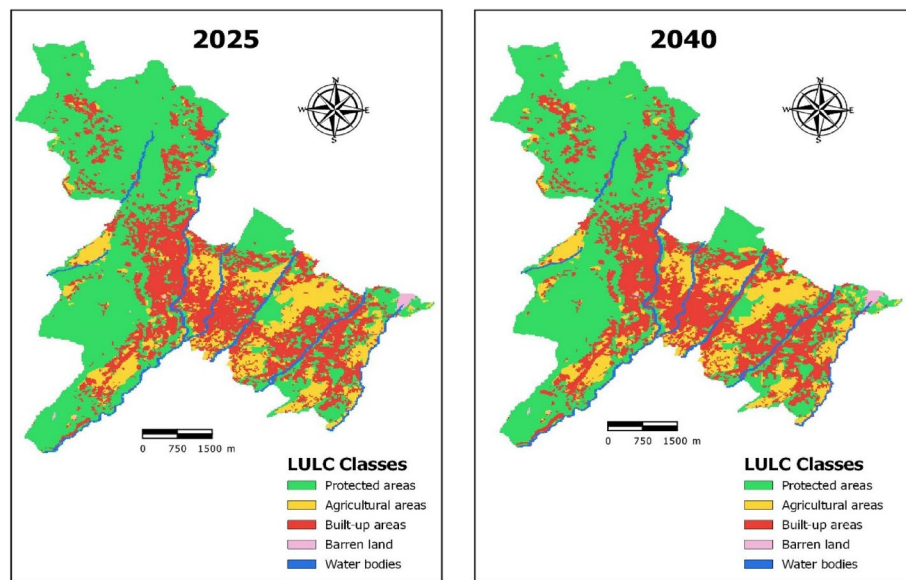 2025
N
W E
S
0 750 1500 m
LULC Classes
Protected areas
Agricultural areas
Built-up areas
Barren land
Water bodies
2040
N
W E
S
0 750 1500 m
LULC Classes
Protected areas
Agricultural areas
Built-up areas
Barren land
Water bodies